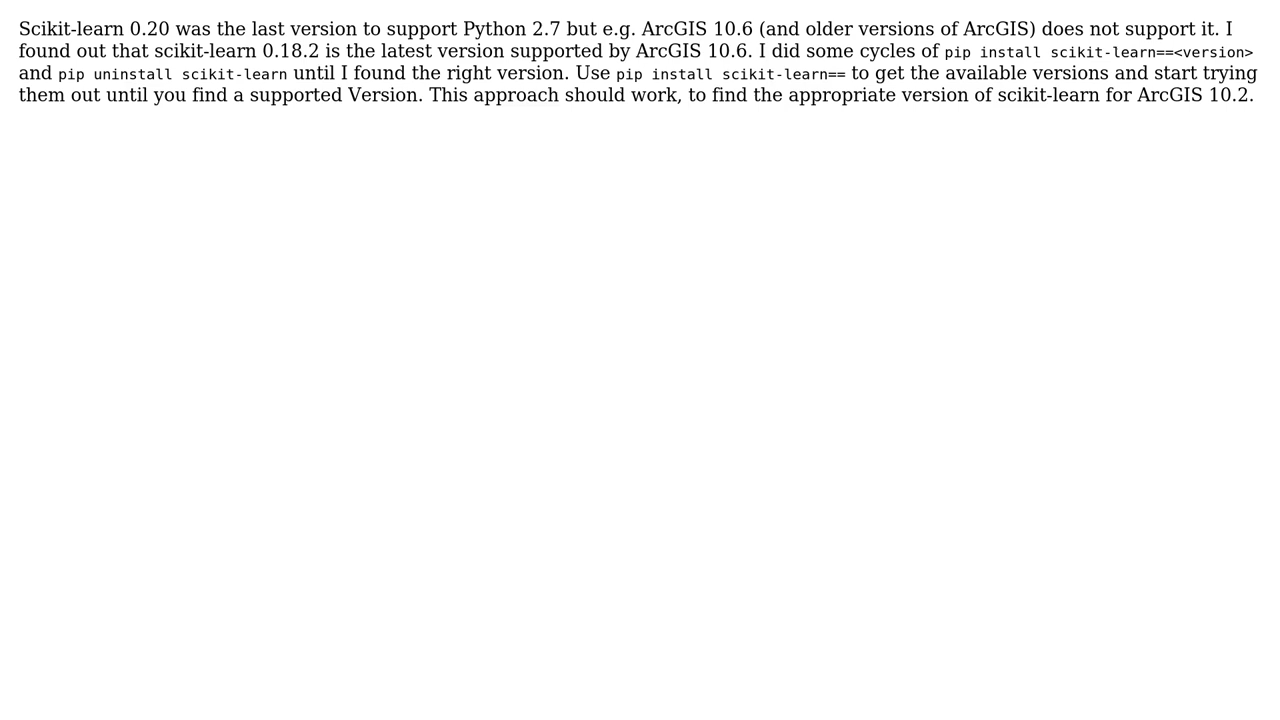 Scikit-learn 0.20 was the last version to support Python 2.7 but e.g. ArcGIS 10.6 (and older versions of ArcGIS) does not support it. I
found out that scikit-learn 0.18.2 is the latest version supported by ArcGIS 10.6. I did some cycles of pip install scikit-learn==<version>
and pip uninstall scikit-learn until I found the right version. Use pip install scikit-learn== to get the available versions and start trying
them out until you find a supported Version. This approach should work, to find the appropriate version of scikit-learn for ArcGIS 10.2.